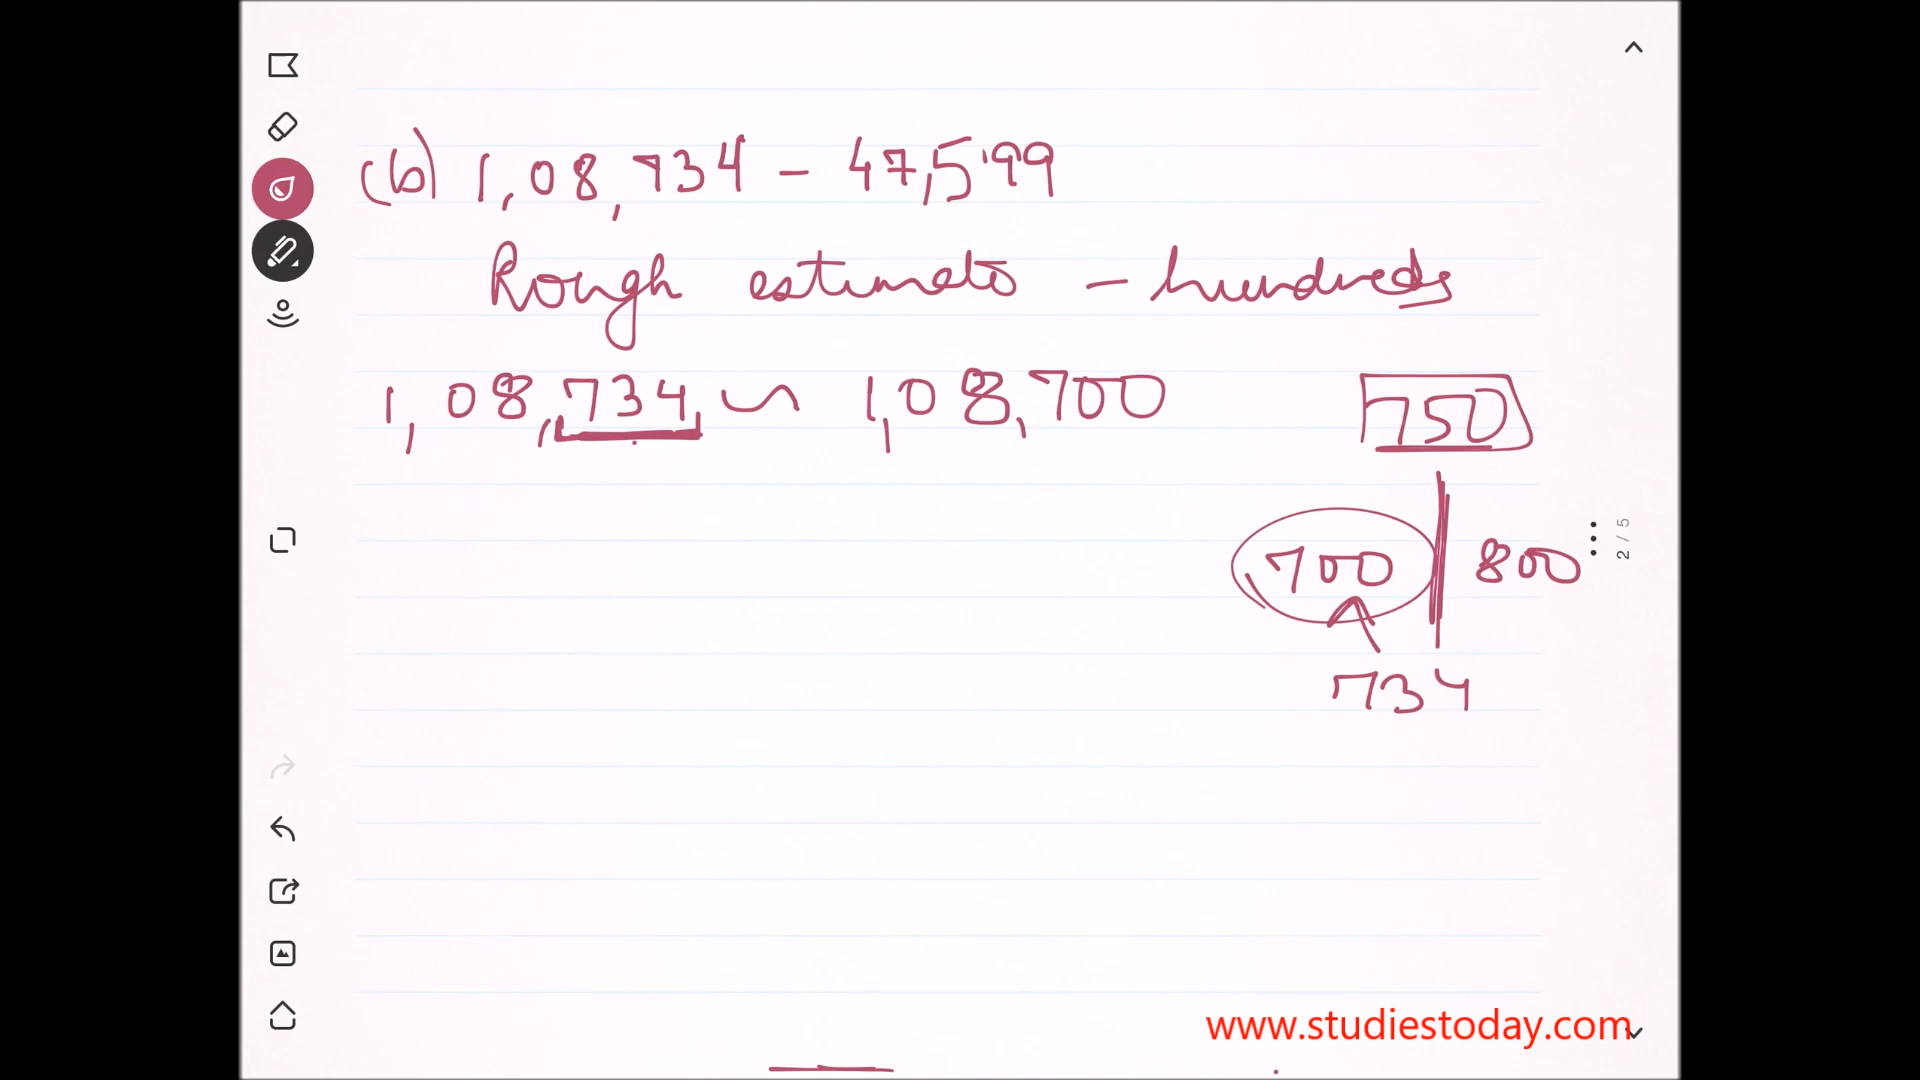 (b) 1,08,734 - 47,599
Rough estimate - hundreds
1,08,734 ~ 1,08,700
750
700 | 800
734
2 / 5
www.studiestoday.com